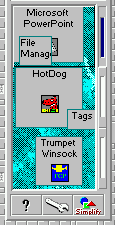 Microsoft
PowerPoint
File
Manag
HotDog
Tags
Trumpet
Winsock
TCP
?
Simplify